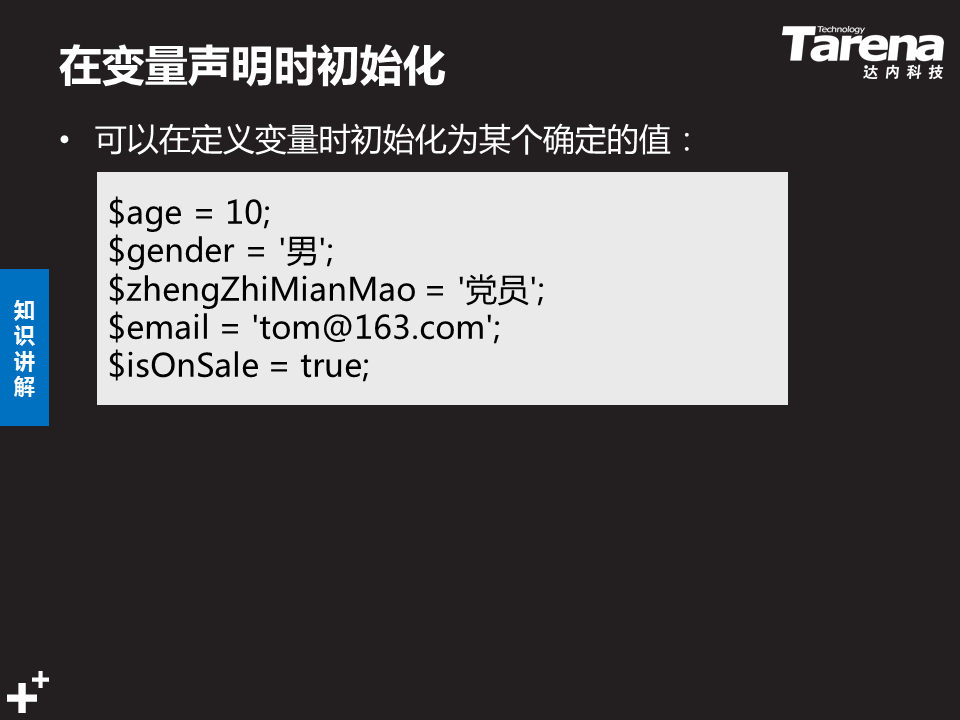 在变量声明时初始化
Technology
Tarena
达内科技
• 可以在定义变量时初始化为某个确定的值：
$age = 10;
$gender = '男';
$zhengZhiMianMao = '党员';
$email = 'tom@163.com';
$isOnSale = true;
知识讲解